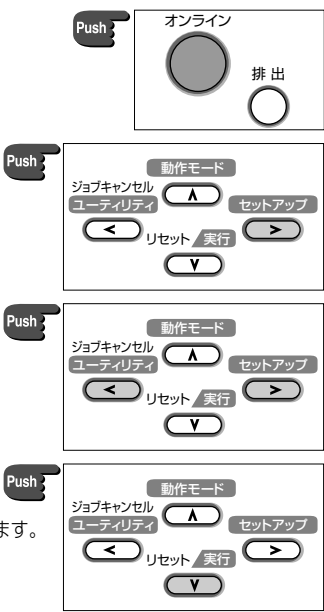 Push
オンライン
排出
Push
動作モード
ジョブキャンセル
ユーティリティ
セットアップ
<
∧
>
リセット/実行
∨
Push
動作モード
ジョブキャンセル
ユーティリティ
セットアップ
<
∧
>
リセット/実行
∨
Push
動作モード
ジョブキャンセル
ユーティリティ
セットアップ
ます。
<
∧
>
リセット/実行
∨